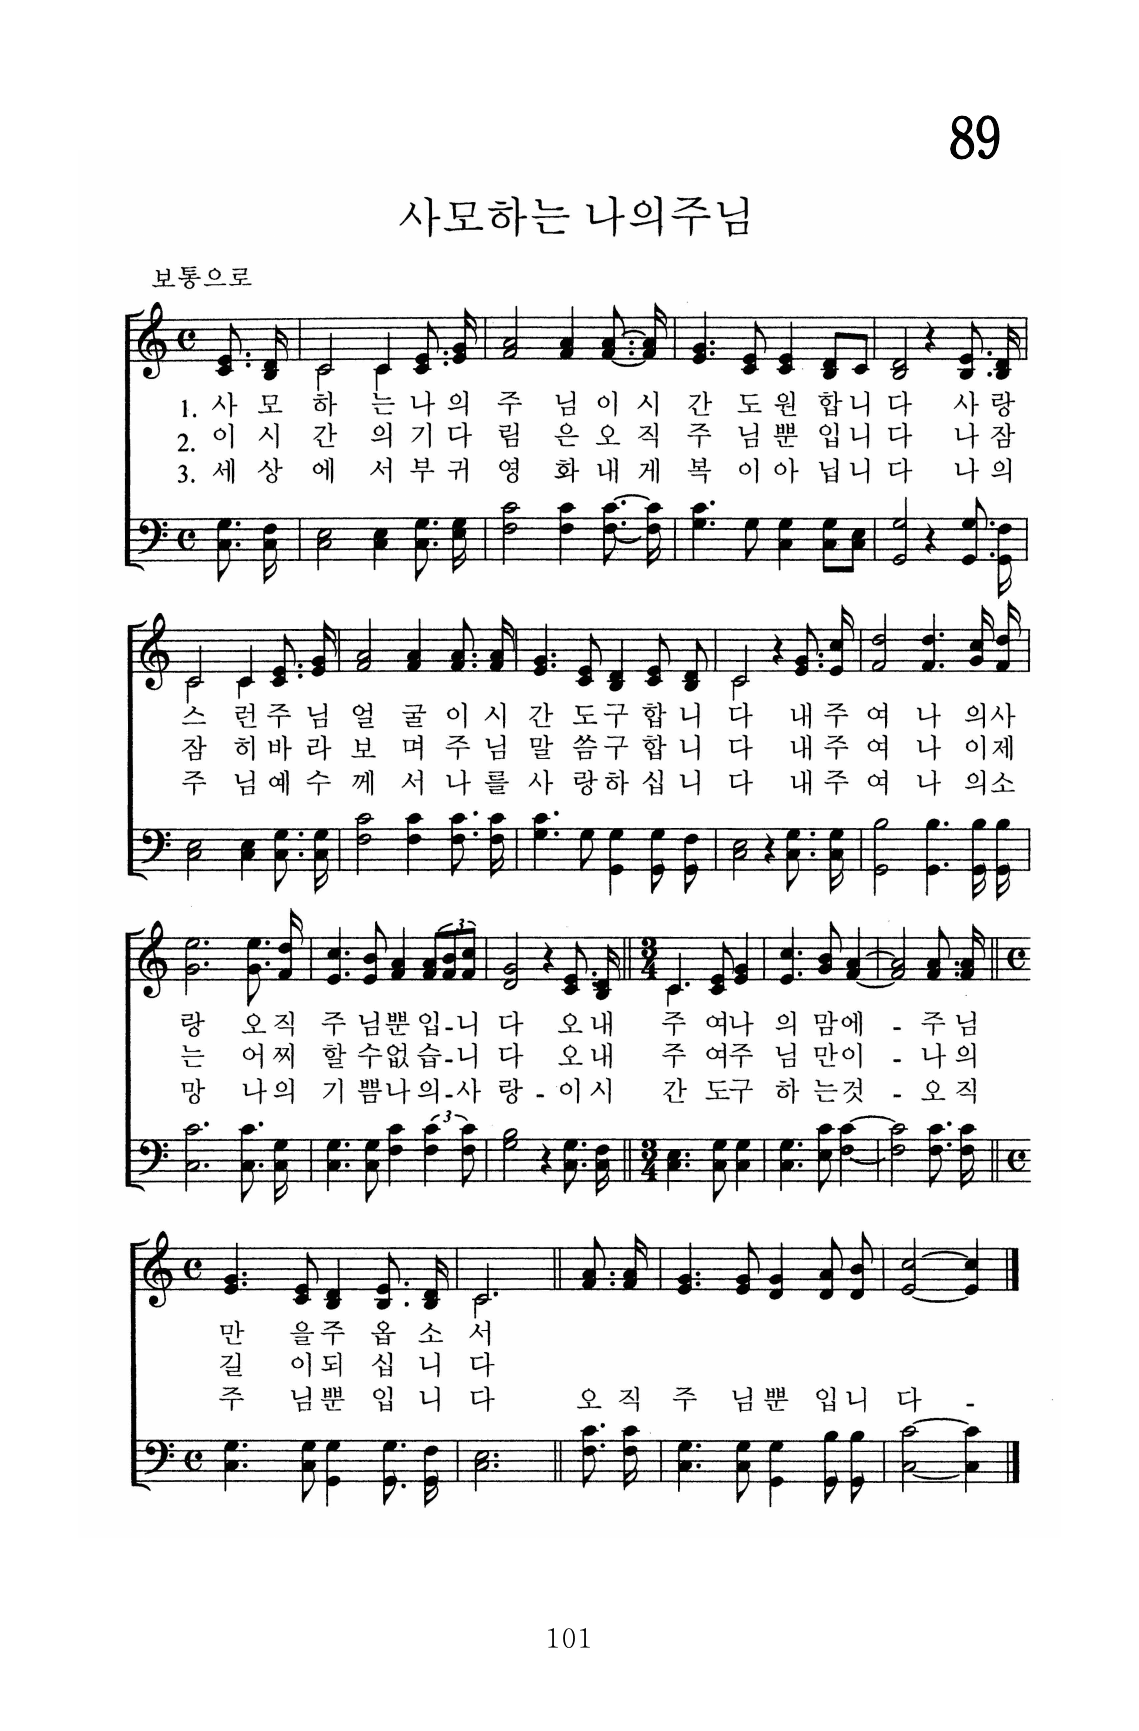 89
사모하는 나의주님
보통으로
1. 사 모 하 는 나 의 주 님 이 시 간 도 원 합 니 다 사 랑
2. 이 시 간 의 기 다 림 은 오 직 주 님 뿐 입 니 다 나 잠
3. 세 상 에 서 부 귀 영 화 내 게 복 이 아 닙 니 다 나 의
스 런 주 님 얼 굴 이 시 간 도 구 합 니 다 내 주 여 나 의 사
잠 히 바 라 보 며 주 님 말 씀 구 합 니 다 내 주 여 나 이 제
주 님 예 수 께 서 나 를 사 랑 하 십 니 다 내 주 여 나 의 소
3
랑 오 직 주 님 뿐 입 - 니 다 오 내 주 여 나 의 맘 에 - 주 님
는 어 찌 할 수 없 습 - 니 다 오 내 주 여 주 님 만 이 - 나 의
망 나 의 기 쁨 나 의 - 사 랑 - 이 시 간 도 구 하 는 것 - 오 직
3
만 을 주 옵 소 서
길 이 되 십 니 다
주 님 뿐 입 니 다 오 직 주 님 뿐 입 니 다 -
101